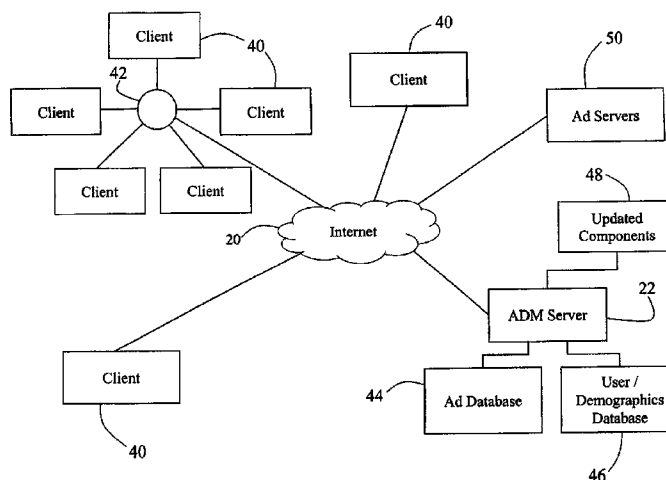 Client
40
40
50
42
Client
Client
Client
Ad Servers
Client
Client
48
20
Internet
Updated
Components
22
ADM Server
Client
44
Ad Database
User /
Demographics
Database
40
46